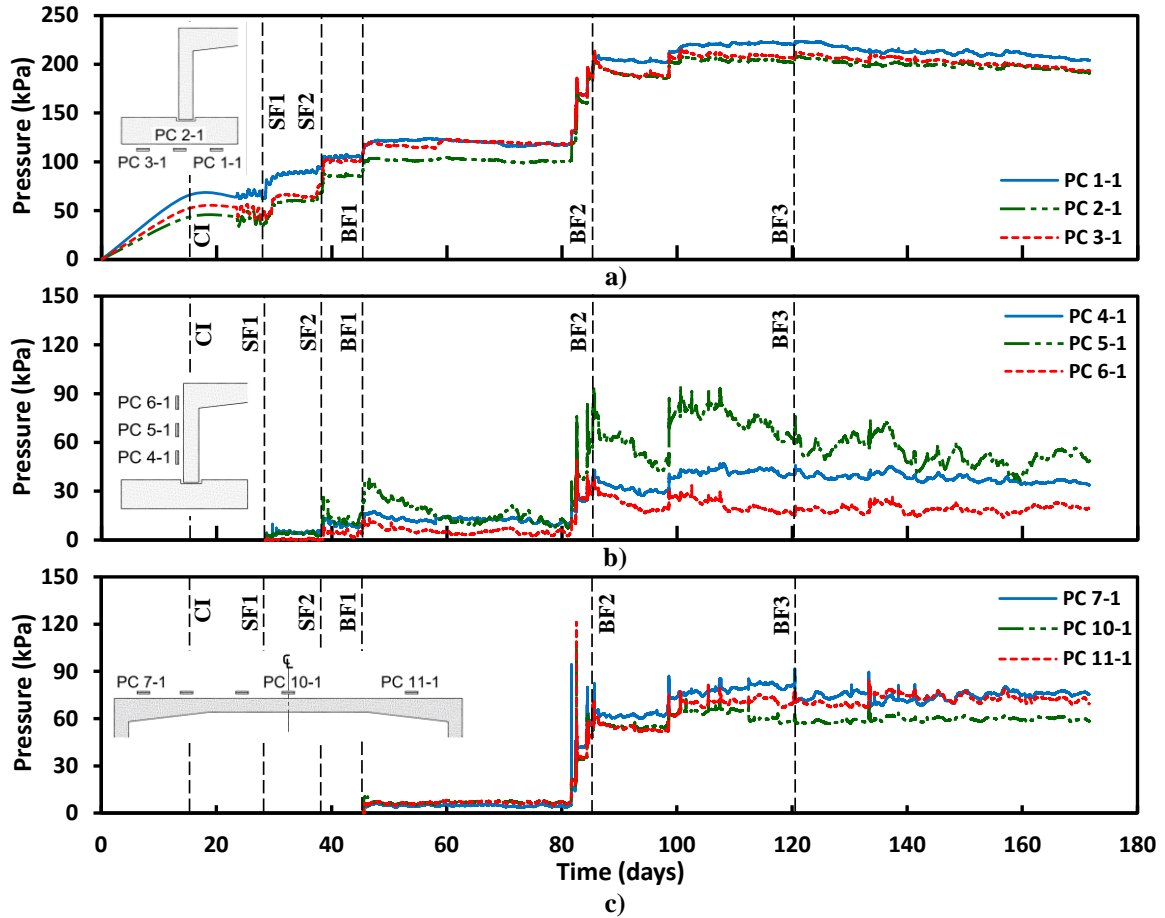 250
200
150
100
50
0
Pressure (kPa)
PC 2-1
PC 3-1
PC 1-1
CI
SF1
SF2
BF1
BF2
BF3
PC 1-1
PC 2-1
PC 3-1
a)
150
120
90
60
30
0
Pressure (kPa)
CI
SF1
SF2
BF1
BF2
BF3
PC 6-1
PC 5-1
PC 4-1
PC 4-1
PC 5-1
PC 6-1
b)
150
120
90
60
30
0
Pressure (kPa)
CI
SF1
SF2
BF1
BF2
BF3
℄
PC 7-1
PC 10-1
PC 11-1
PC 7-1
PC 10-1
PC 11-1
0 20 40 60 80 100 120 140 160 180
Time (days)
c)